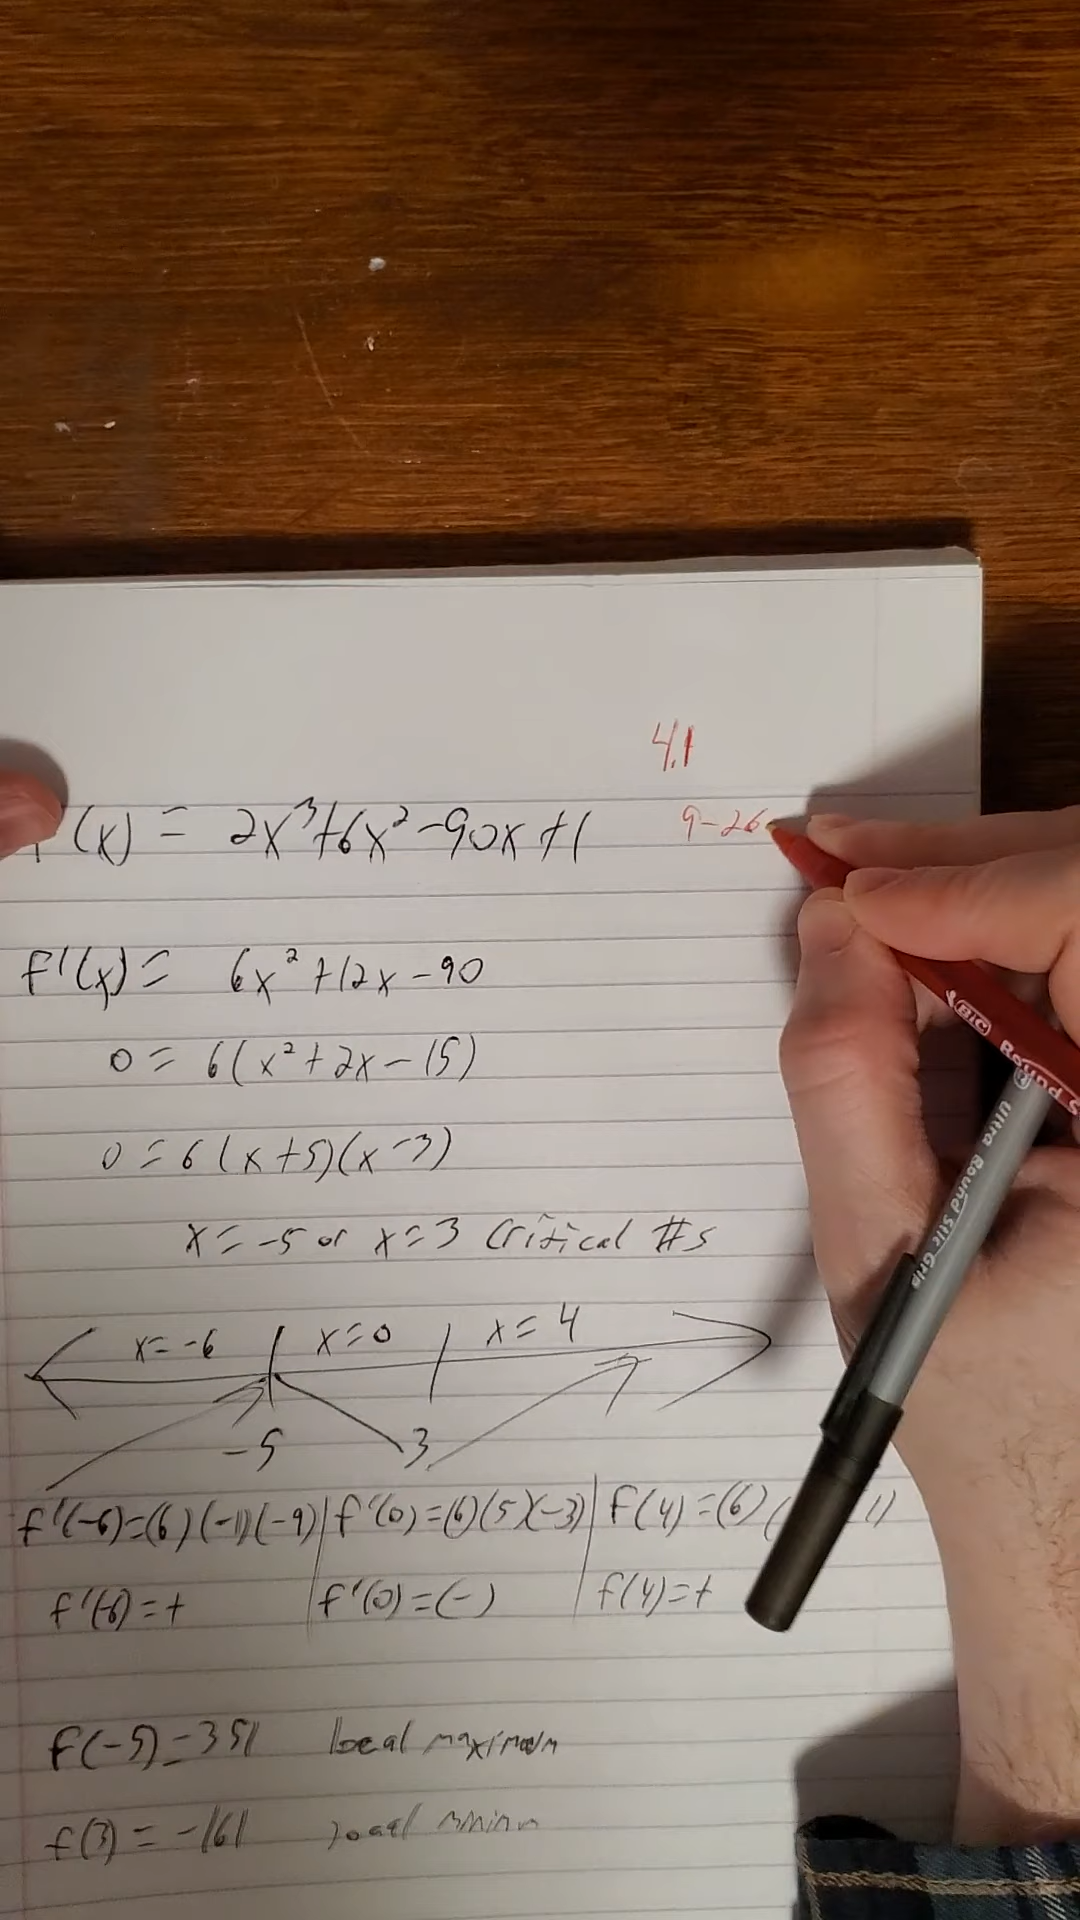 4.1
(x) = 2x³+6x²-90x+1
9-26
f'(x) = 6x²+12x-90
0 = 6(x²+2x-15)
0 = 6(x+5)(x-3)
x = -5 or x = 3 Critical #s
x = -6 x = 0 x = 4
-5 3
f'(-6)=(6)(-1)(-9) f'(0)=(6)(5)(-3) f(4)=(6)( 1)
f'(-6)=+ f'(0)=(-) f(4)=+
f(-5)=351 local maximum
f(3) = -161 local
BIC Round S
Ultra Round Stic Grip